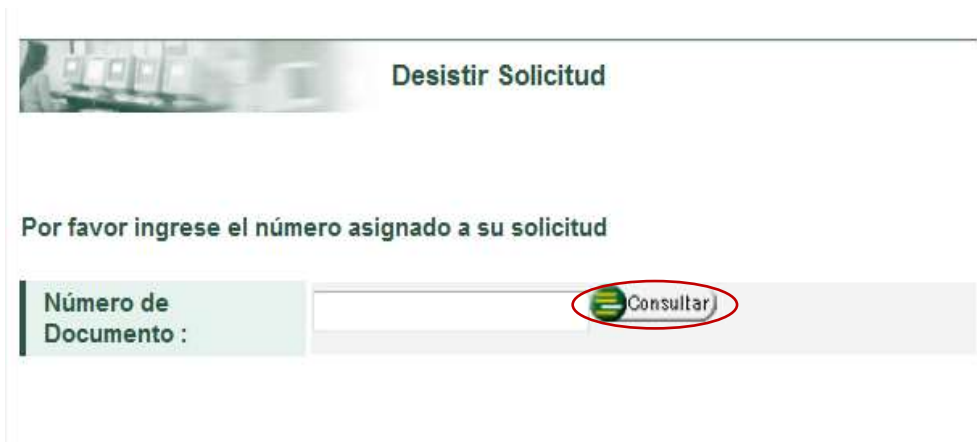 Desistir Solicitud
Por favor ingrese el número asignado a su solicitud
Número de
Documento :
Consultar